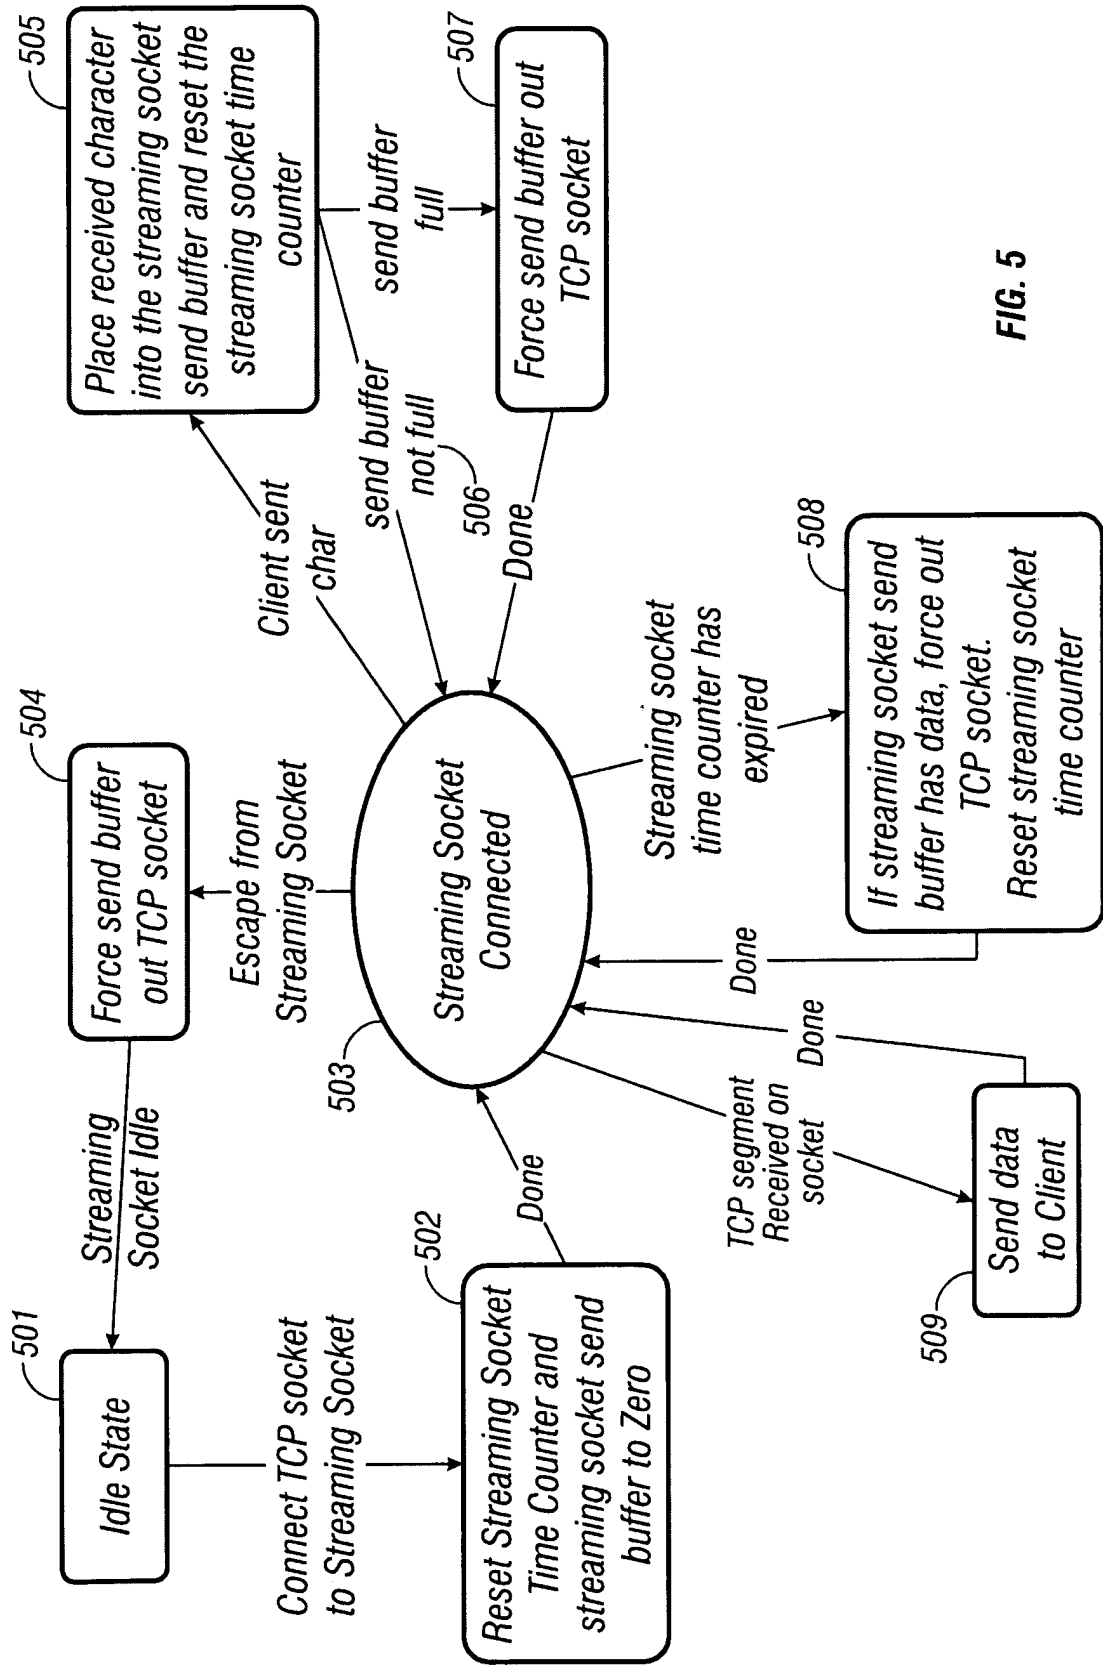 501
Idle State
Streaming
Socket Idle
504
Force send buffer
out TCP socket
505
Place received character
into the streaming socket
send buffer and reset the
streaming socket time
counter
Connect TCP socket
to Streaming Socket
Escape from
Streaming Socket
Client sent
char
send buffer
not full
506
send buffer
full
502
Reset Streaming Socket
Time Counter and
streaming socket send
buffer to Zero
Done
503
Streaming Socket
Connected
Done
507
Force send buffer out
TCP socket
TCP segment
Received on
socket
Done
Done
Streaming socket
time counter has
expired
509
Send data
to Client
508
If streaming socket send
buffer has data, force out
TCP socket.
Reset streaming socket
time counter
FIG. 5